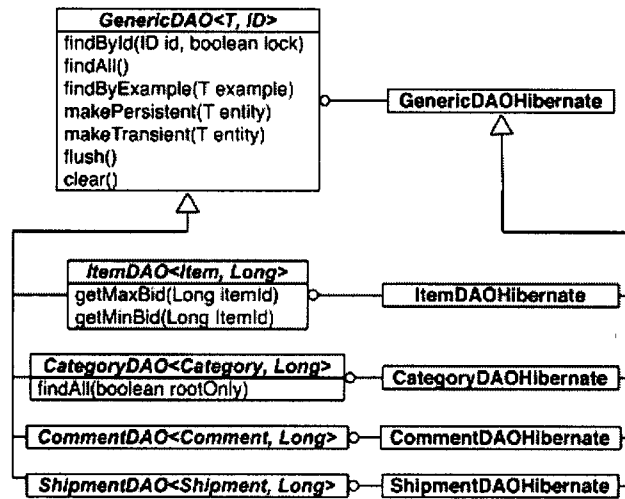 GenericDAO<T, ID>
findById(ID id, boolean lock)
findAll()
findByExample(T example)
makePersistent(T entity)
makeTransient(T entity)
flush()
clear()
GenericDAOHibernate
ItemDAO<Item, Long>
getMaxBid(Long itemId)
getMinBid(Long ItemId)
ItemDAOHibernate
CategoryDAO<Category, Long>
findAll(boolean rootOnly)
CategoryDAOHibernate
CommentDAO<Comment, Long>
CommentDAOHibernate
ShipmentDAO<Shipment, Long>
ShipmentDAOHibernate